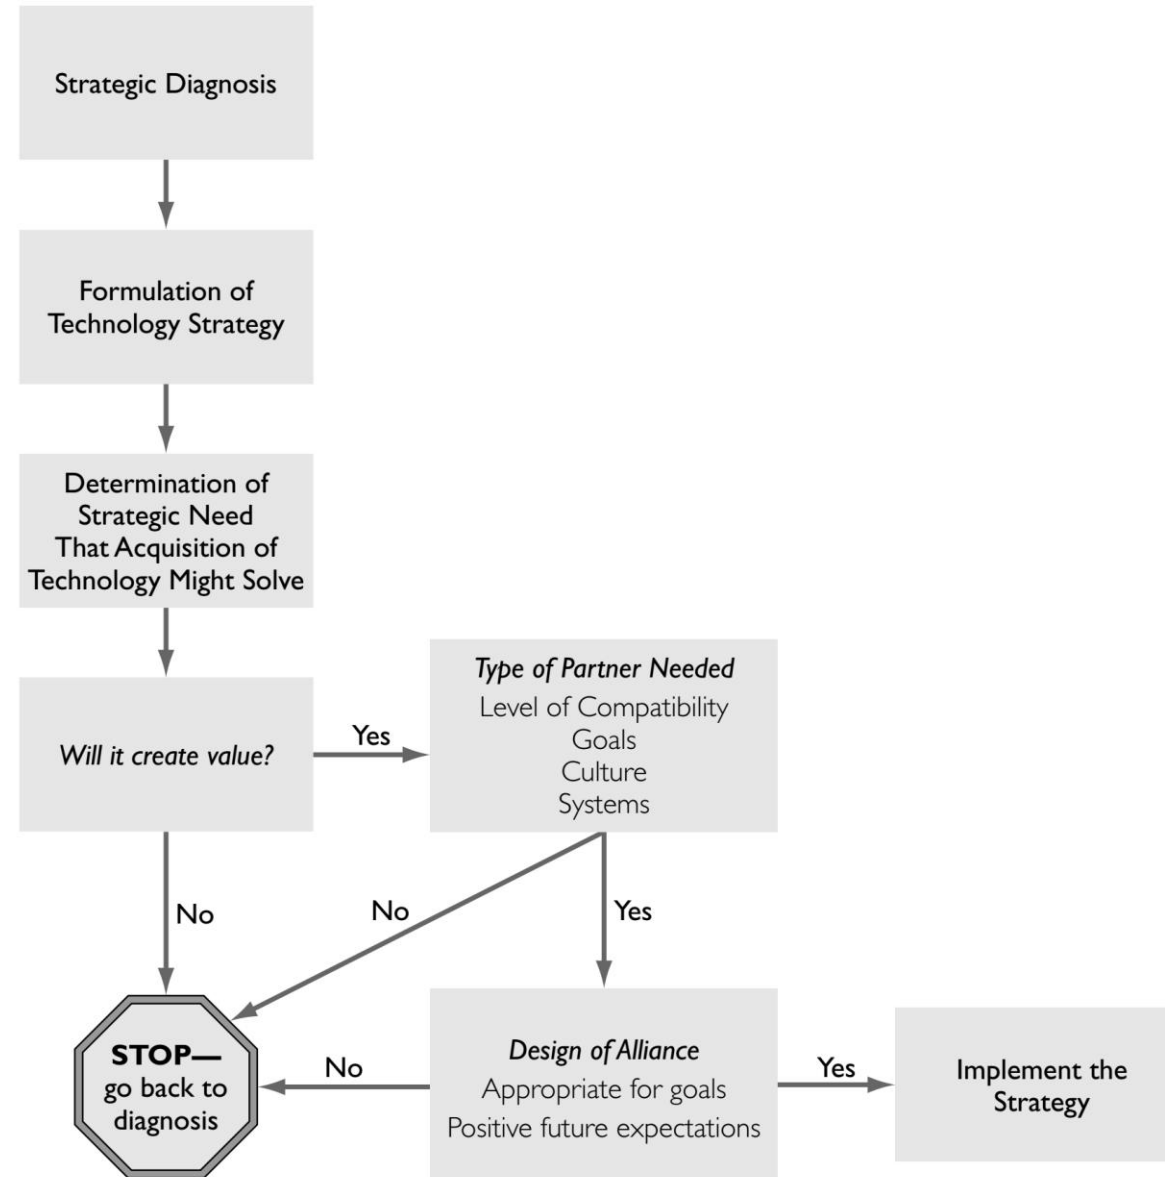 Strategic Diagnosis
Formulation of
Technology Strategy
Determination of
Strategic Need
That Acquisition of
Technology Might Solve
Will it create value?
Yes
Type of Partner Needed
Level of Compatibility
Goals
Culture
Systems
No
No
Yes
STOP—
go back to
diagnosis
No
Design of Alliance
Appropriate for goals
Positive future expectations
Yes
Implement the
Strategy